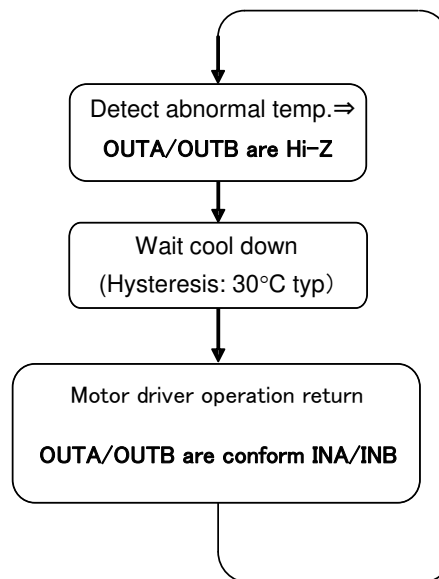 Detect abnormal temp.⇒
OUTA/OUTB are Hi-Z
Wait cool down
(Hysteresis: 30°C typ)
Motor driver operation return
OUTA/OUTB are conform INA/INB